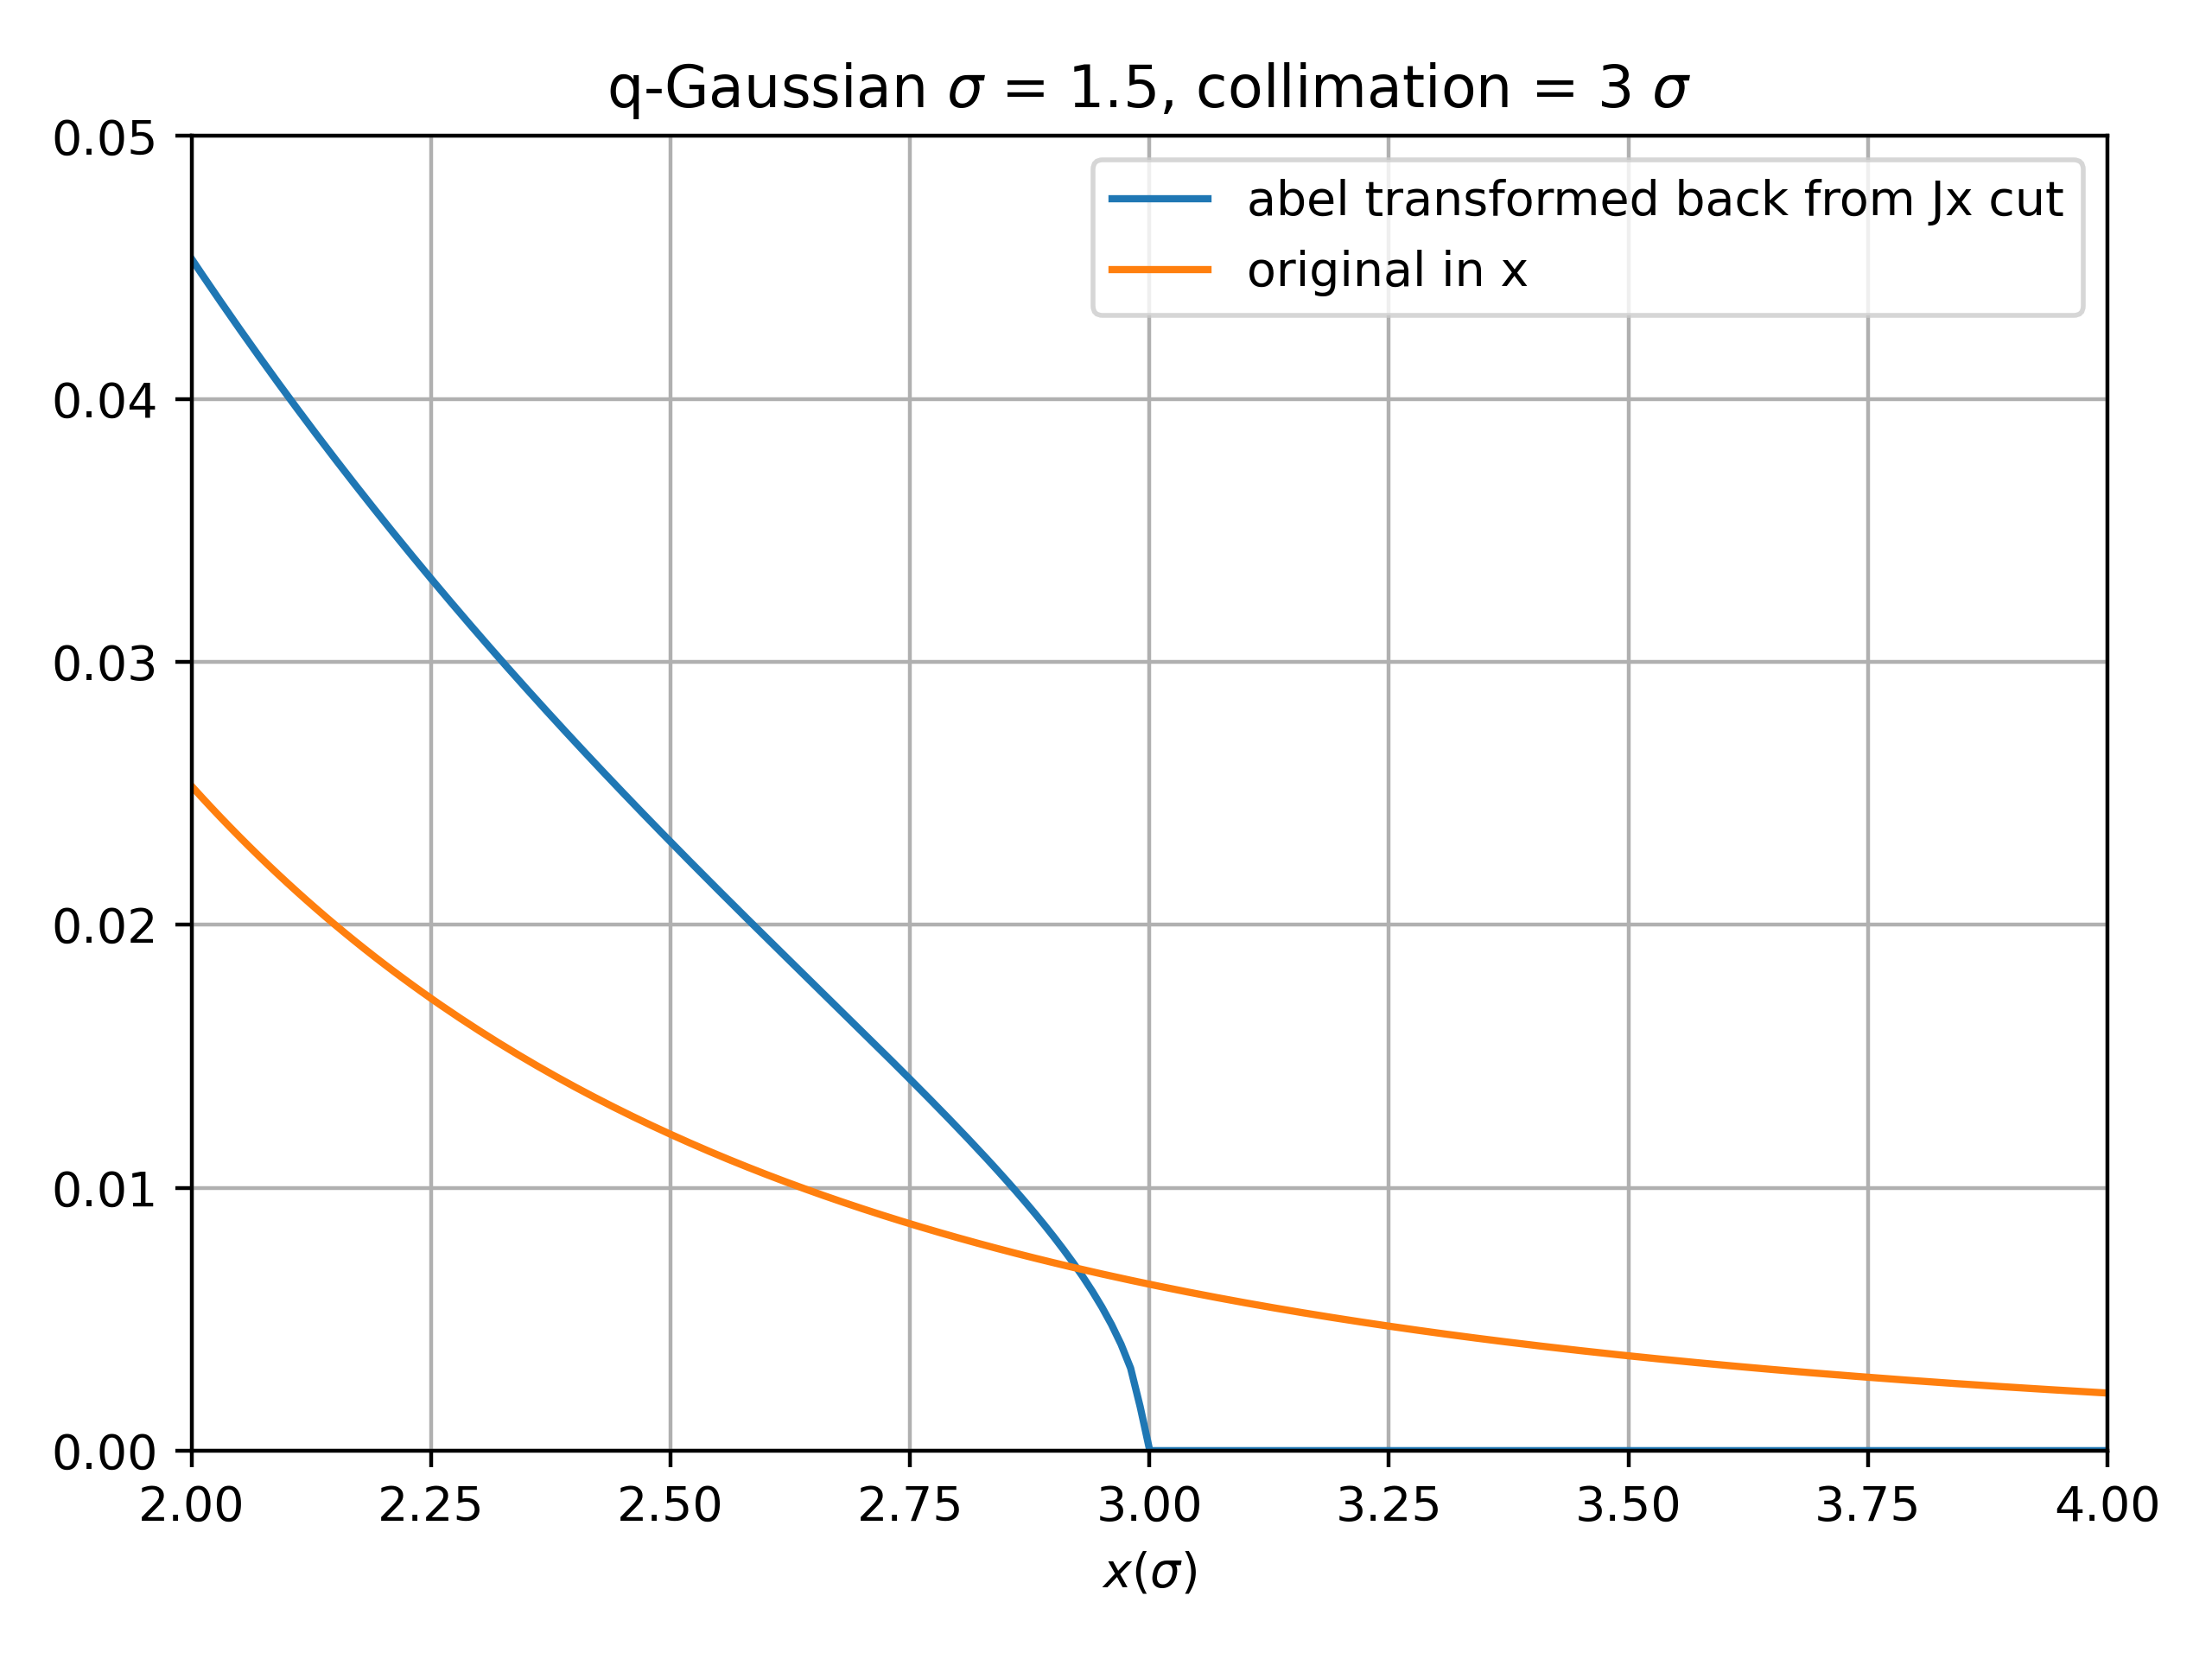 q-Gaussian σ = 1.5, collimation = 3 σ
abel transformed back from Jx cut
original in x
0.05
0.04
0.03
0.02
0.01
0.00
2.00 2.25 2.50 2.75 3.00 3.25 3.50 3.75 4.00
x(σ)